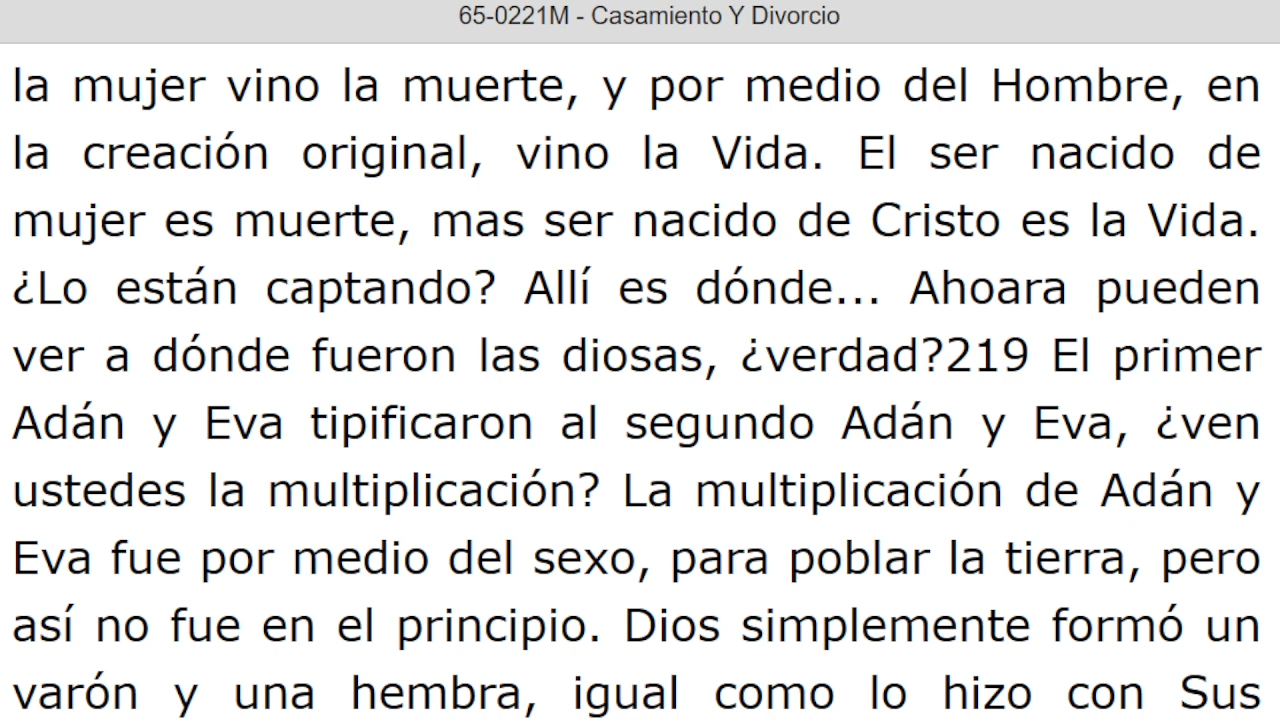 65-0221M - Casamiento Y Divorcio
la mujer vino la muerte, y por medio del Hombre, en
la creación original, vino la Vida. El ser nacido de
mujer es muerte, mas ser nacido de Cristo es la Vida.
¿Lo están captando? Allí es dónde... Ahoara pueden
ver a dónde fueron las diosas, ¿verdad?219 El primer
Adán y Eva tipificaron al segundo Adán y Eva, ¿ven
ustedes la multiplicación? La multiplicación de Adán y
Eva fue por medio del sexo, para poblar la tierra, pero
así no fue en el principio. Dios simplemente formó un
varón y una hembra, igual como lo hizo con Sus